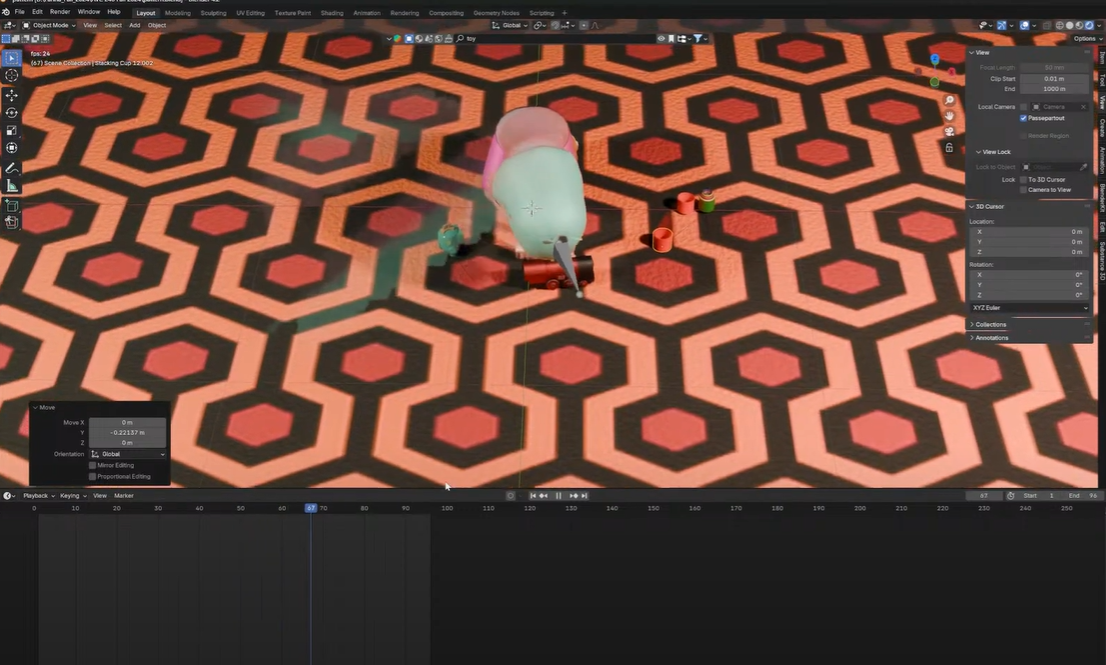 File Edit Render Window Help Layout Modeling Sculpting UV Editing Texture Paint Shading Animation Rendering Compositing Geometry Nodes Scripting +
Object Mode View Select Add Object Global
toy Options
fps: 24
(67) Scene Collection | Stacking Cup 12.002
View
Clip Start 0.01 m
End 1000 m
Local Camera Camera
Passepartout
Render Region
View Lock
Lock to Object
Lock To 3D Cursor
Camera to View
3D Cursor
Location:
X 0 m
Y 0 m
Z 0 m
Rotation:
X 0°
Y 0°
Z 0°
XYZ Euler
Collections
Annotations
Item
Tool
View
Create
Animation
BlenderKit
Edit
Substance 3D
Move
Move X 0 m
Y -0.22137 m
Z 0 m
Orientation Global
Mirror Editing
Proportional Editing
Playback Keying View Marker 67 Start 1 End 96
0 10 20 30 40 50 60 67 70 80 90 100 110 120 130 140 150 160 170 180 190 200 210 220 230 240 250